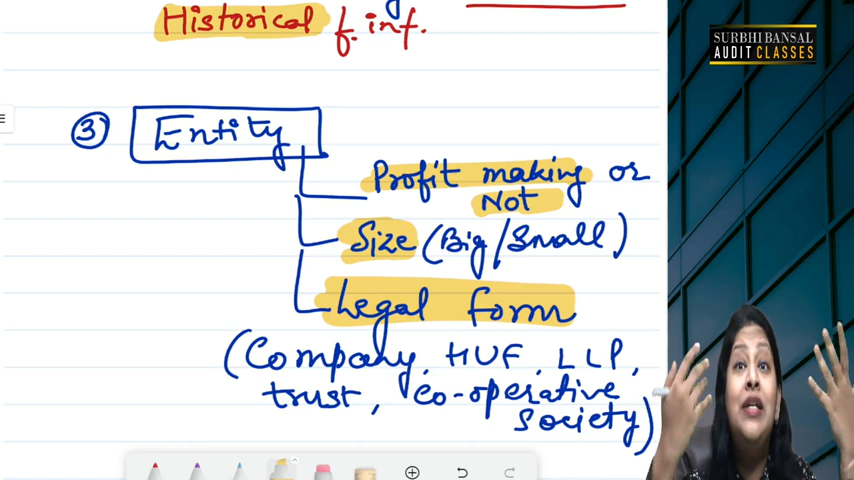 Historical f.inf.
SURBHI BANSAL
AUDIT CLASSES
③ Entity
Profit making or
Not
Size (Big/Small)
Legal form
(Company, HUF, LLP,
trust, Co-operative
Society)